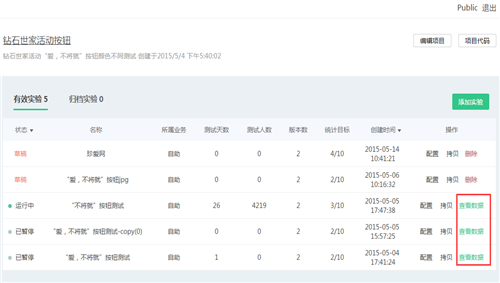 Public 退出
钻石世家活动按钮
编辑项目 项目代码
钻石世家活动“爱，不将就”按钮颜色不同测试 创建于2015/5/4 下午5:40:02
有效实验 5 归档实验 0
添加实验
状态 名称 所属业务 测试天数 测试人数 版本数 统计目标 创建时间 操作
草稿 珍爱网 自助 0 0 2 4/10 2015-05-14 10:41:21 配置 拷贝 删除
草稿 “爱，不将就”按钮jpg 自助 0 0 2 2/10 2015-05-06 10:16:32 配置 拷贝 删除
运行中 “不将就”按钮测试 自助 26 4219 2 3/10 2015-05-05 17:47:38 配置 拷贝 查看数据
已暂停 “爱，不将就”按钮测试-copy(0) 自助 0 0 2 2/10 2015-05-05 15:57:25 配置 拷贝 查看数据
已暂停 “爱，不将就”按钮测试 自助 1 0 2 2/10 2015-05-04 17:41:24 配置 拷贝 查看数据